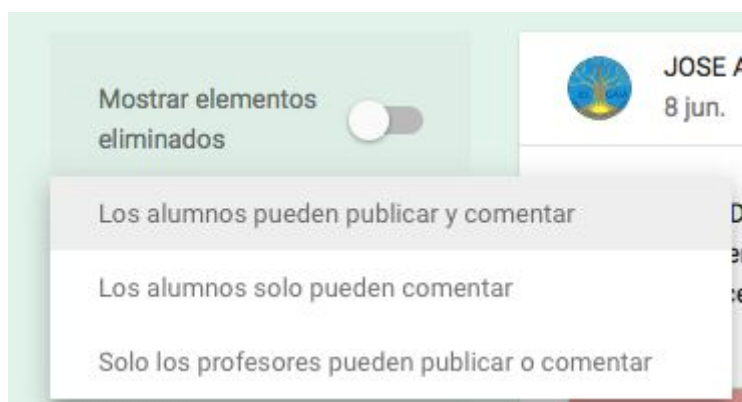 Mostrar elementos
eliminados
JOSE A
8 jun.
Los alumnos pueden publicar y comentar
Los alumnos solo pueden comentar
Solo los profesores pueden publicar o comentar